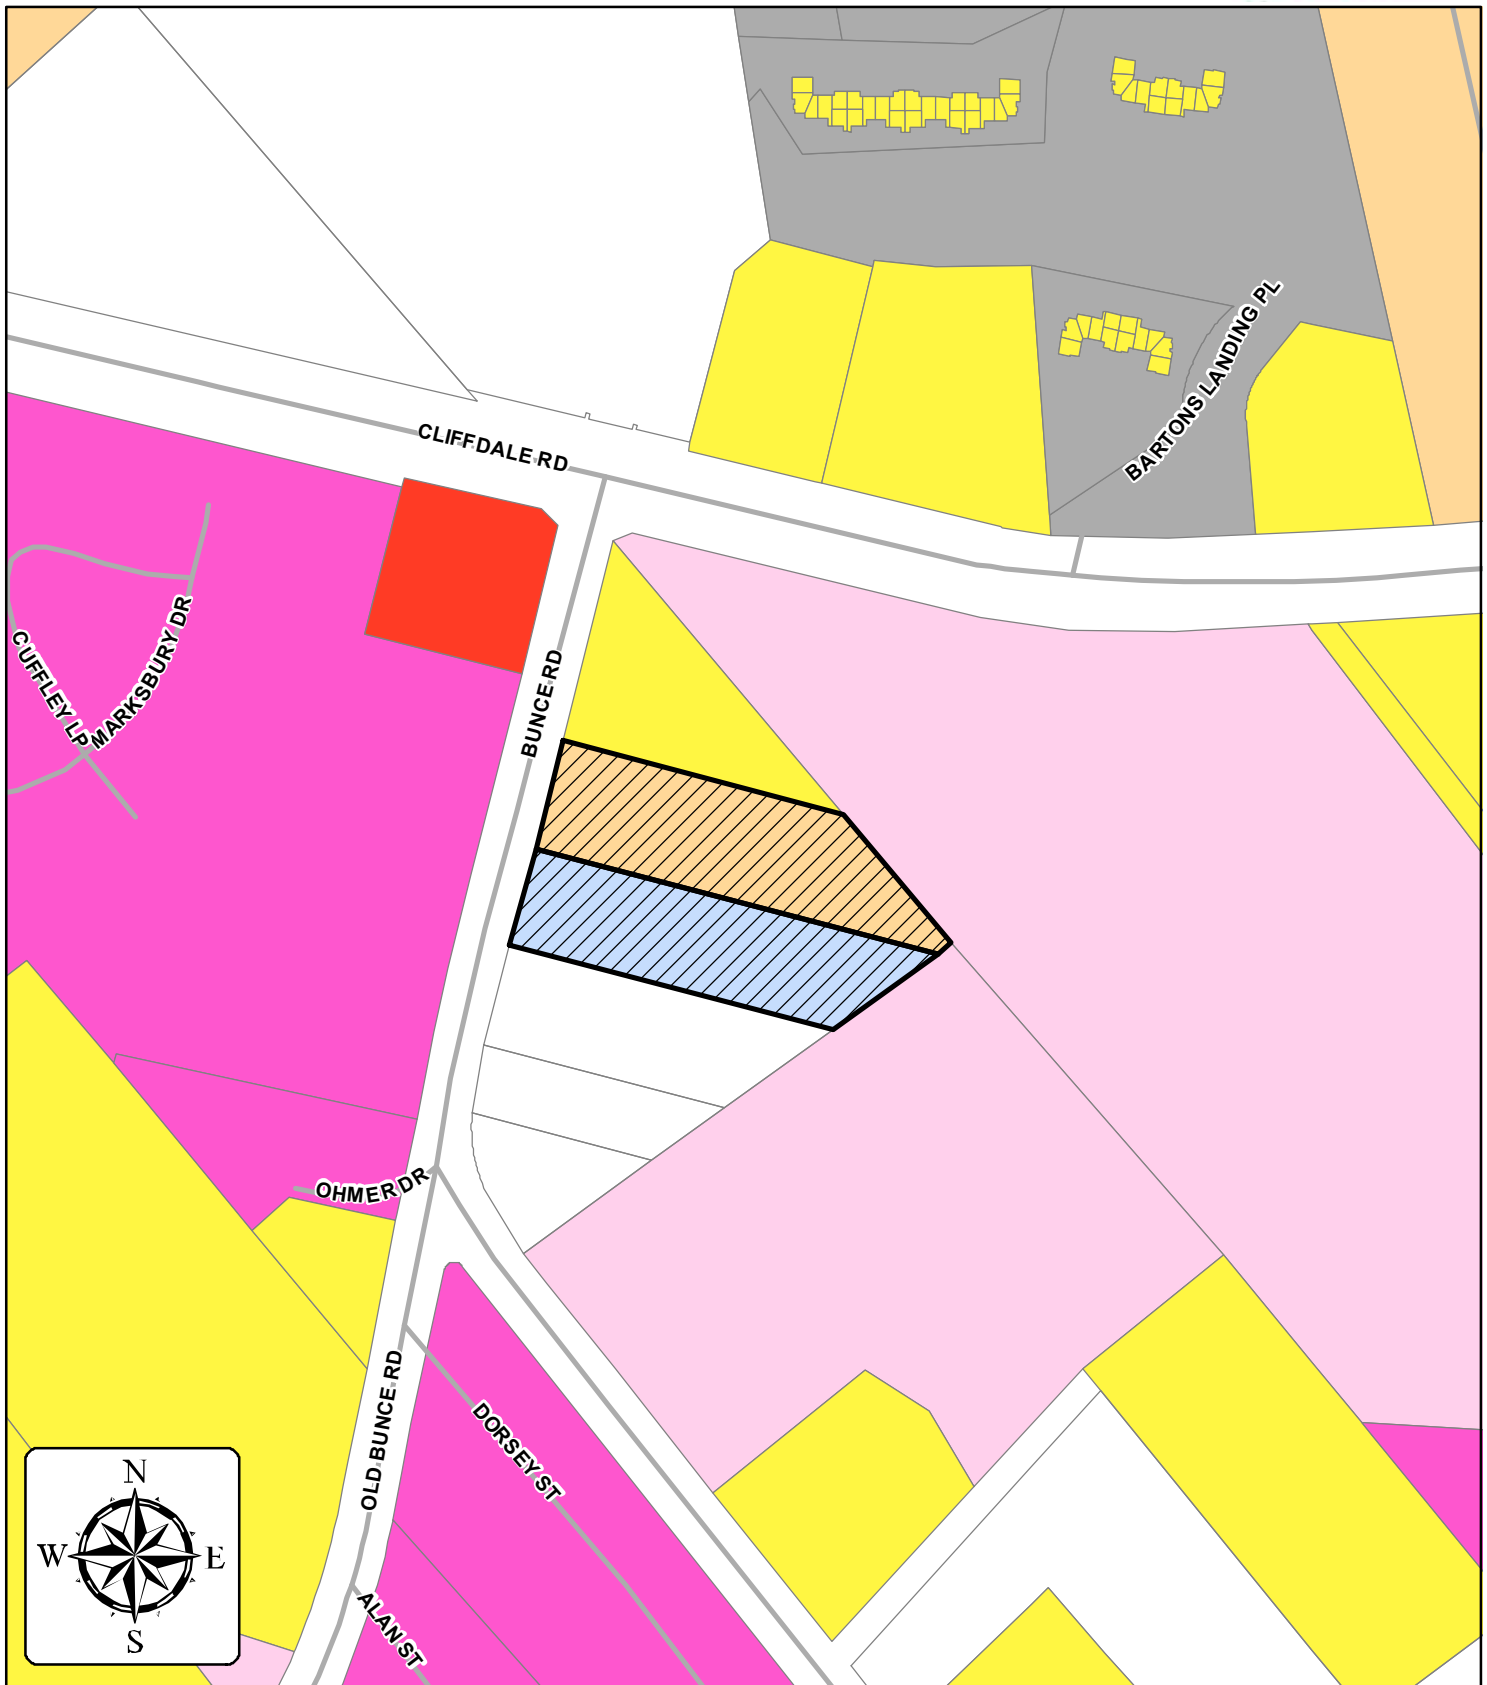 BARTONS LANDING PL
CLIFFDALE RD
BUNCE RD
CUFFLEY LP
MARKSBURY DR
OHMER DR
OLD BUNCE RD
DORSEY ST
ALAN ST
N
W E
S